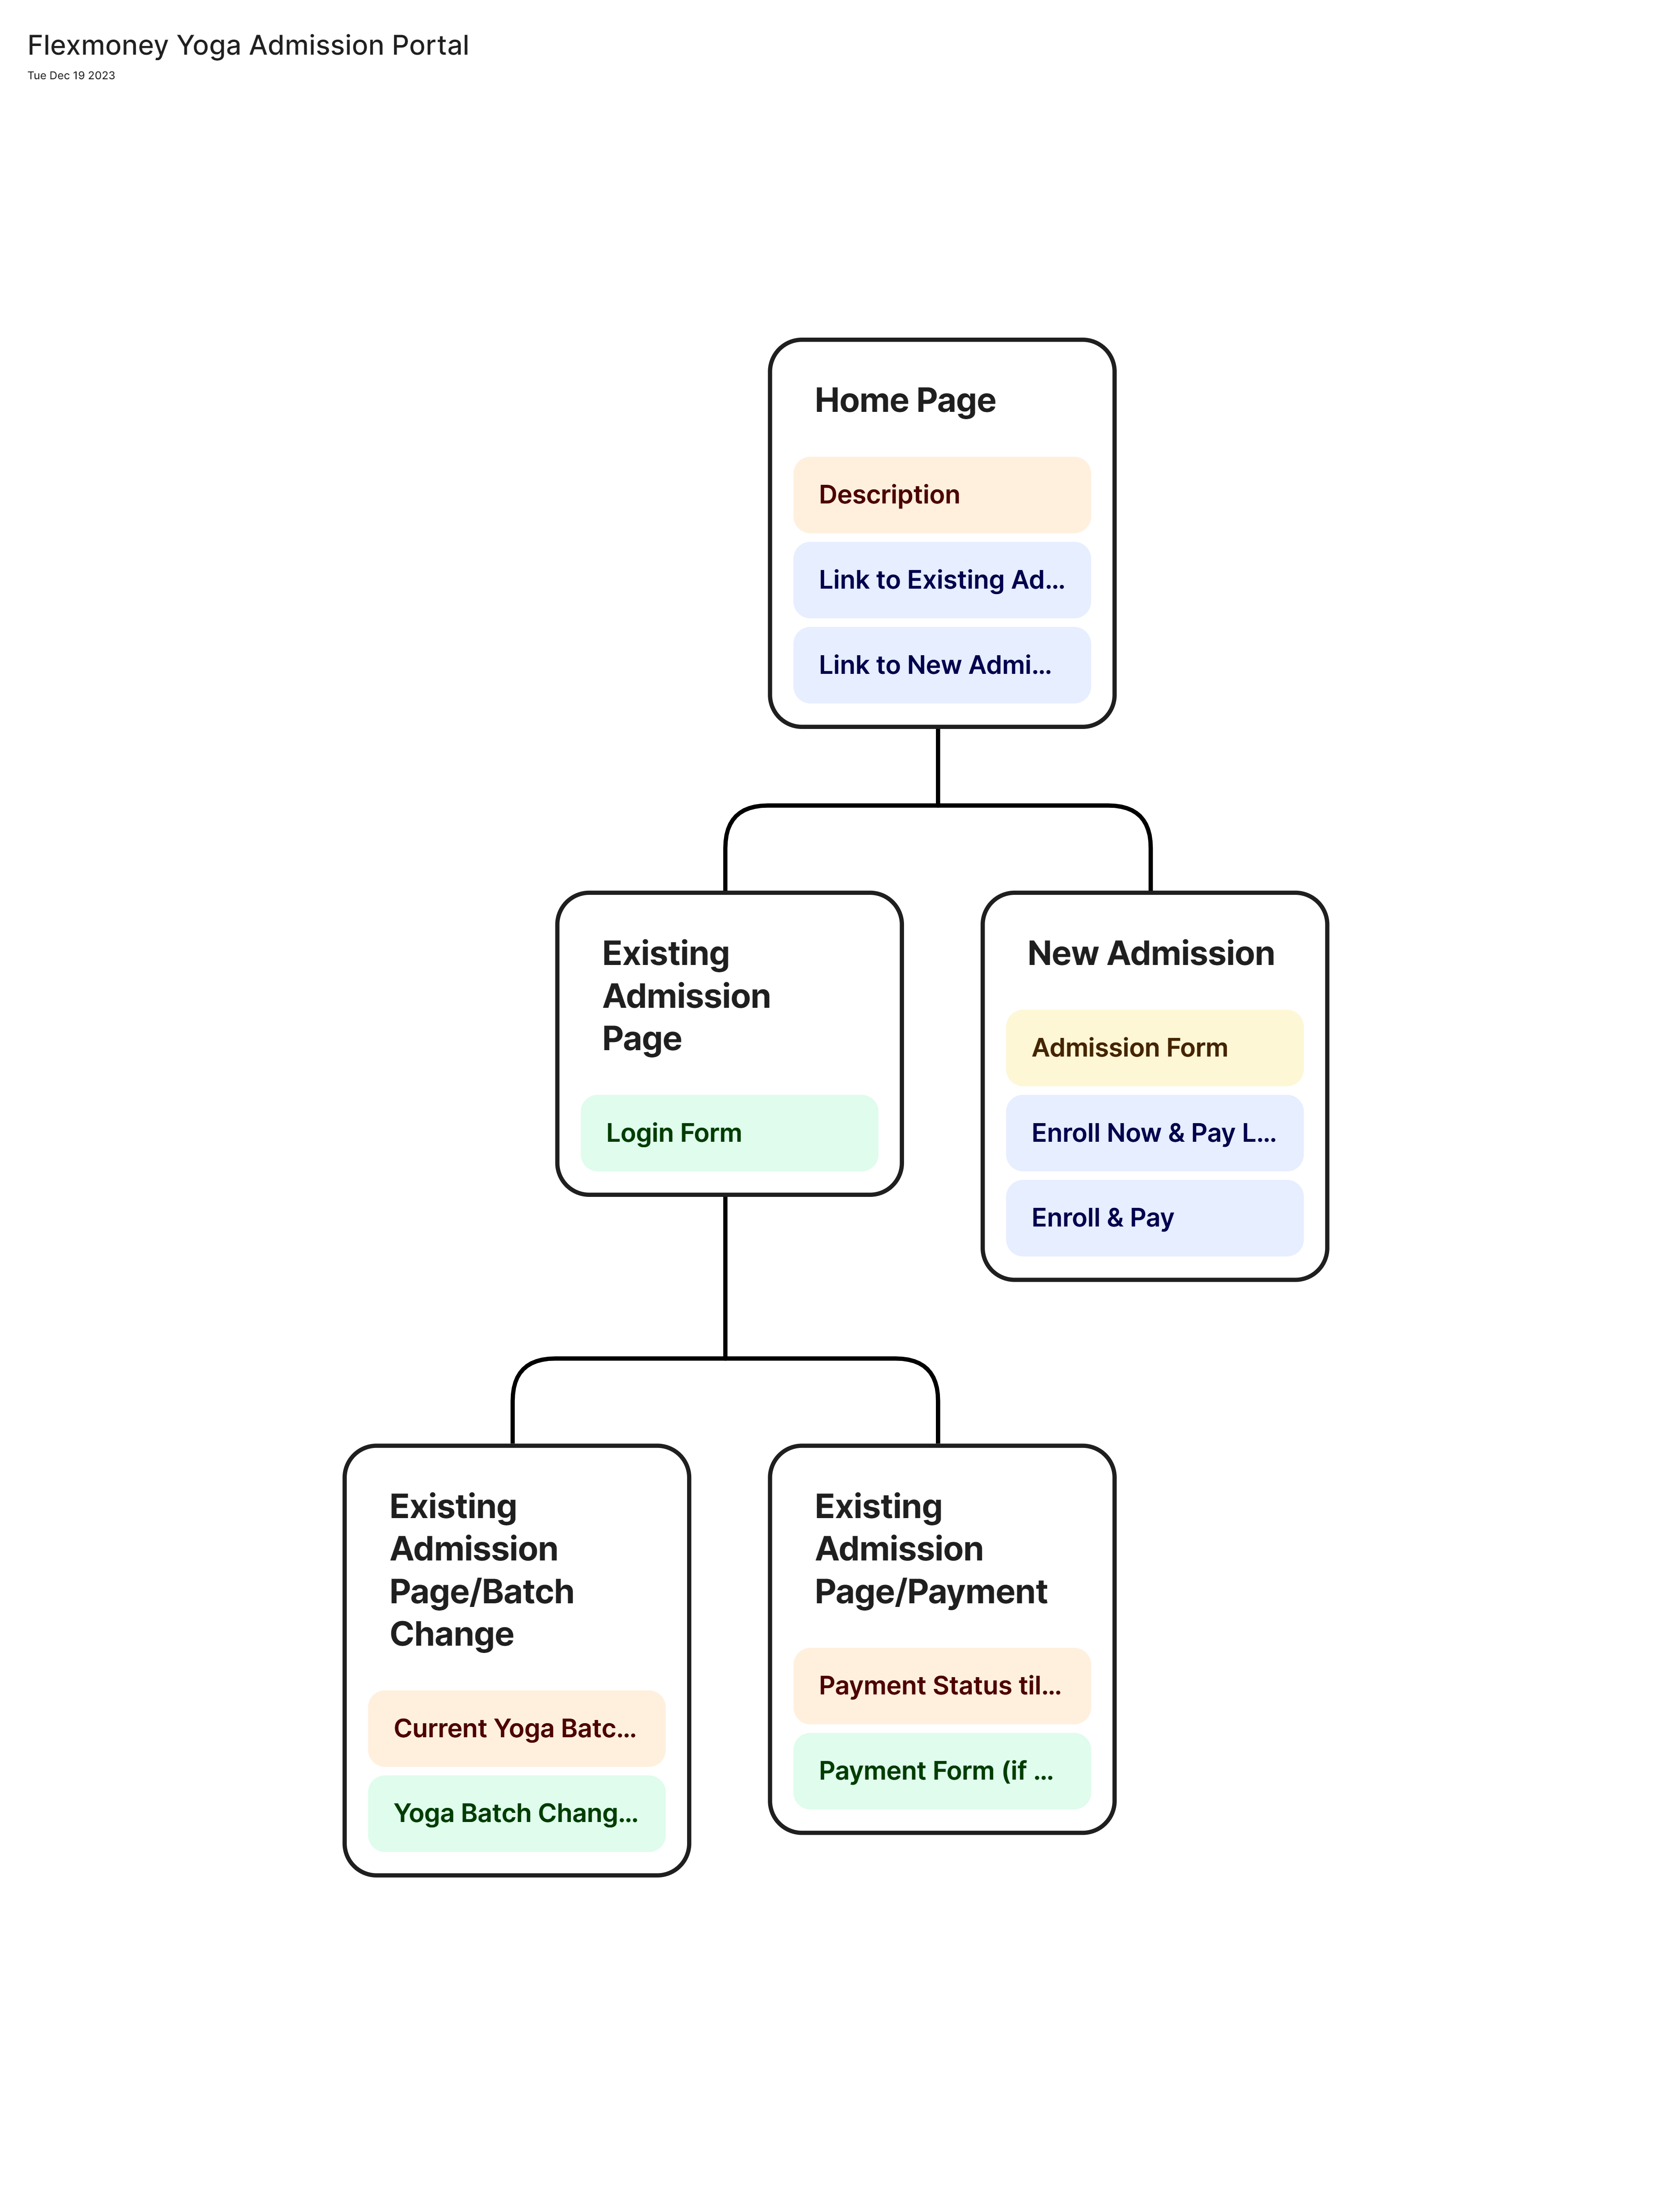 Flexmoney Yoga Admission Portal
Tue Dec 19 2023
Home Page
Description
Link to Existing Ad...
Link to New Admi...
Existing
Admission
Page
Login Form
New Admission
Admission Form
Enroll Now & Pay L...
Enroll & Pay
Existing
Admission
Page/Batch
Change
Current Yoga Batc...
Yoga Batch Chang...
Existing
Admission
Page/Payment
Payment Status til...
Payment Form (if ...